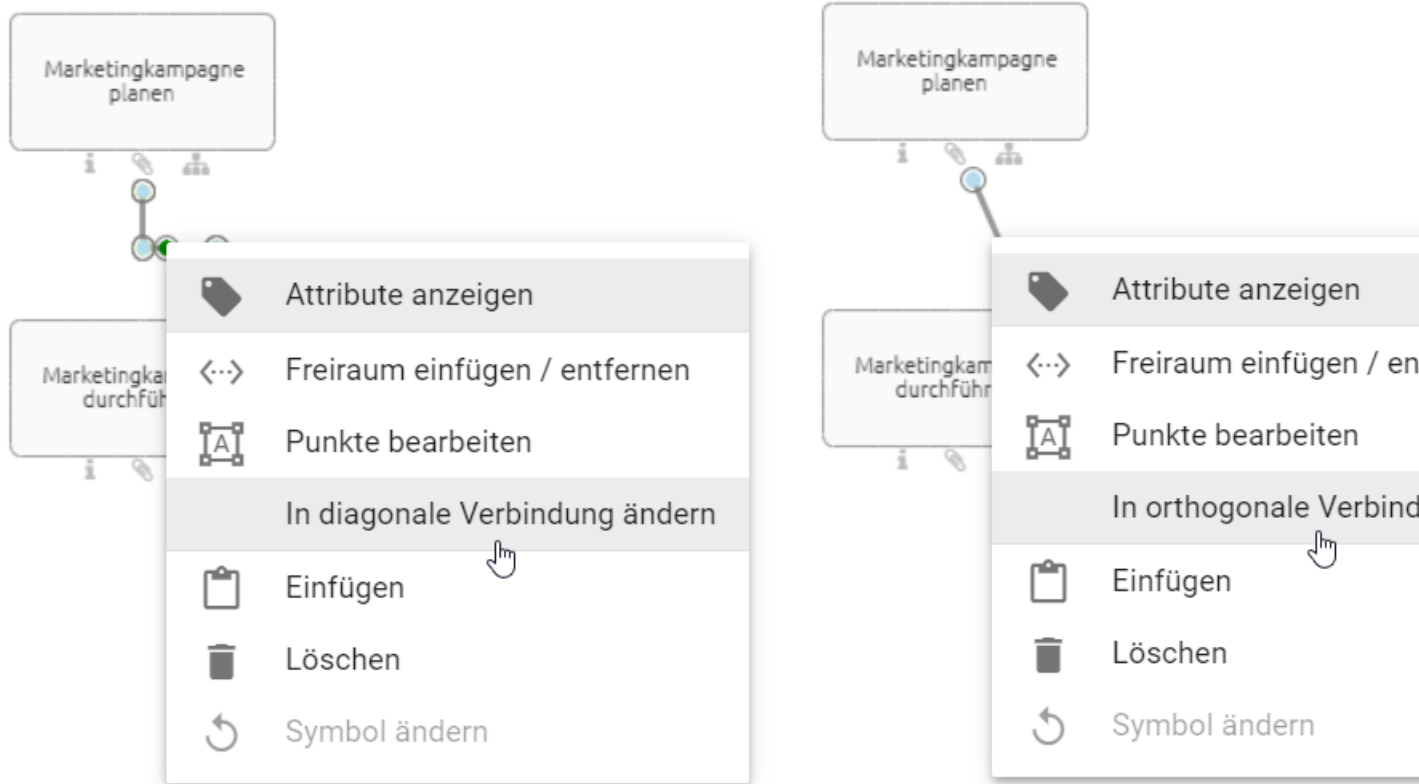 Marketingkampagne
planen
Attribute anzeigen
Freiraum einfügen / entfernen
Marketingka
durchfüh
Punkte bearbeiten
A
In diagonale Verbindung ändern
Einfügen
Löschen
Symbol ändern
Marketingkampagne
planen
Attribute anzeigen
Freiraum einfügen / en
Marketingkam
durchführ
Punkte bearbeiten
A
In orthogonale Verbind
Einfügen
Löschen
Symbol ändern